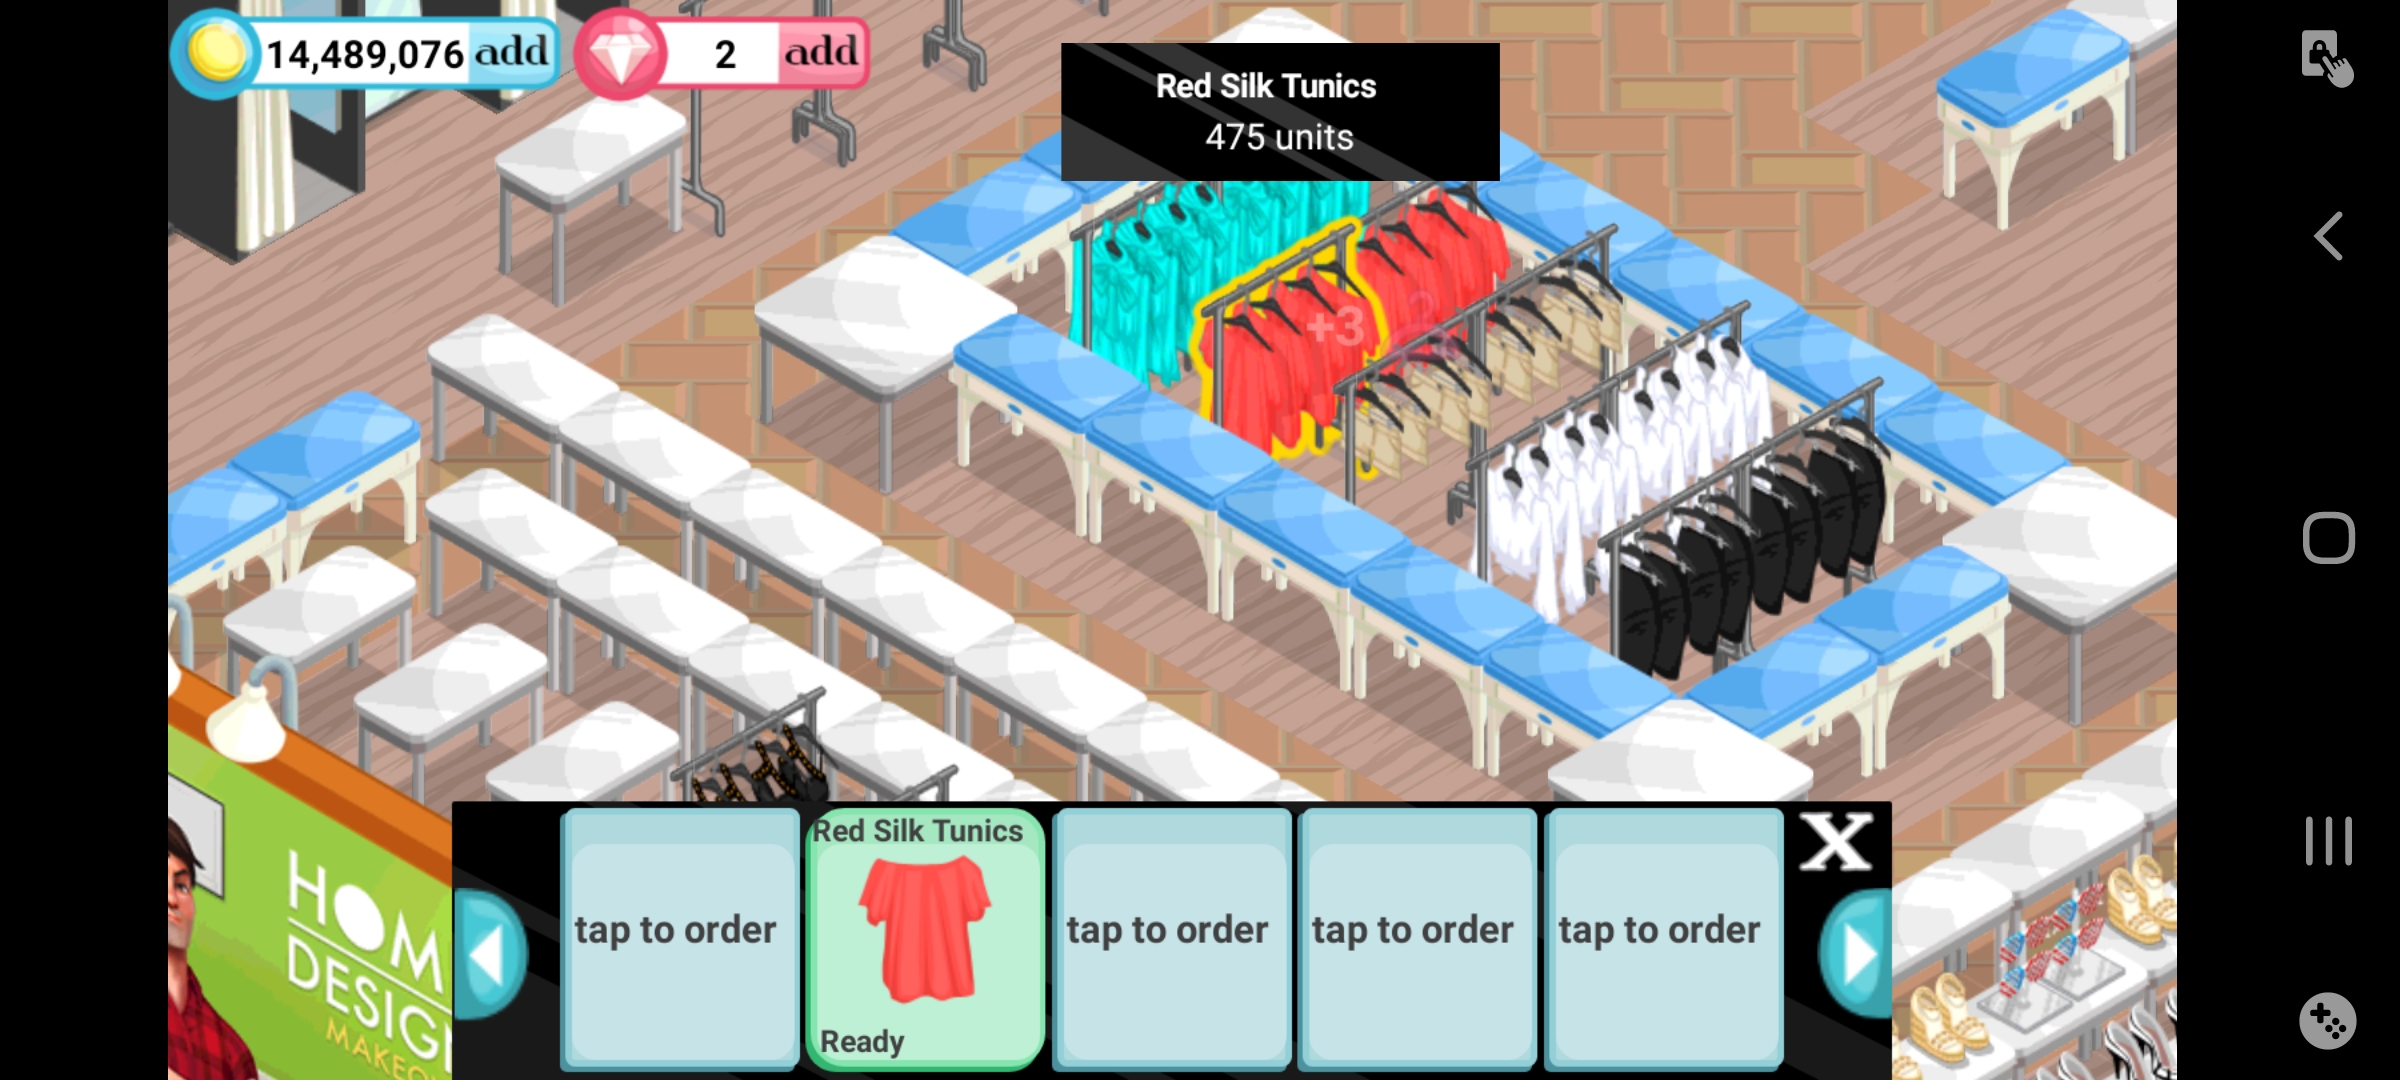 14,489,076 add
2 add
Red Silk Tunics
475 units
+3
tap to order
Red Silk Tunics
Ready
tap to order
tap to order
tap to order
X
HOM
DESIG
MAKEO